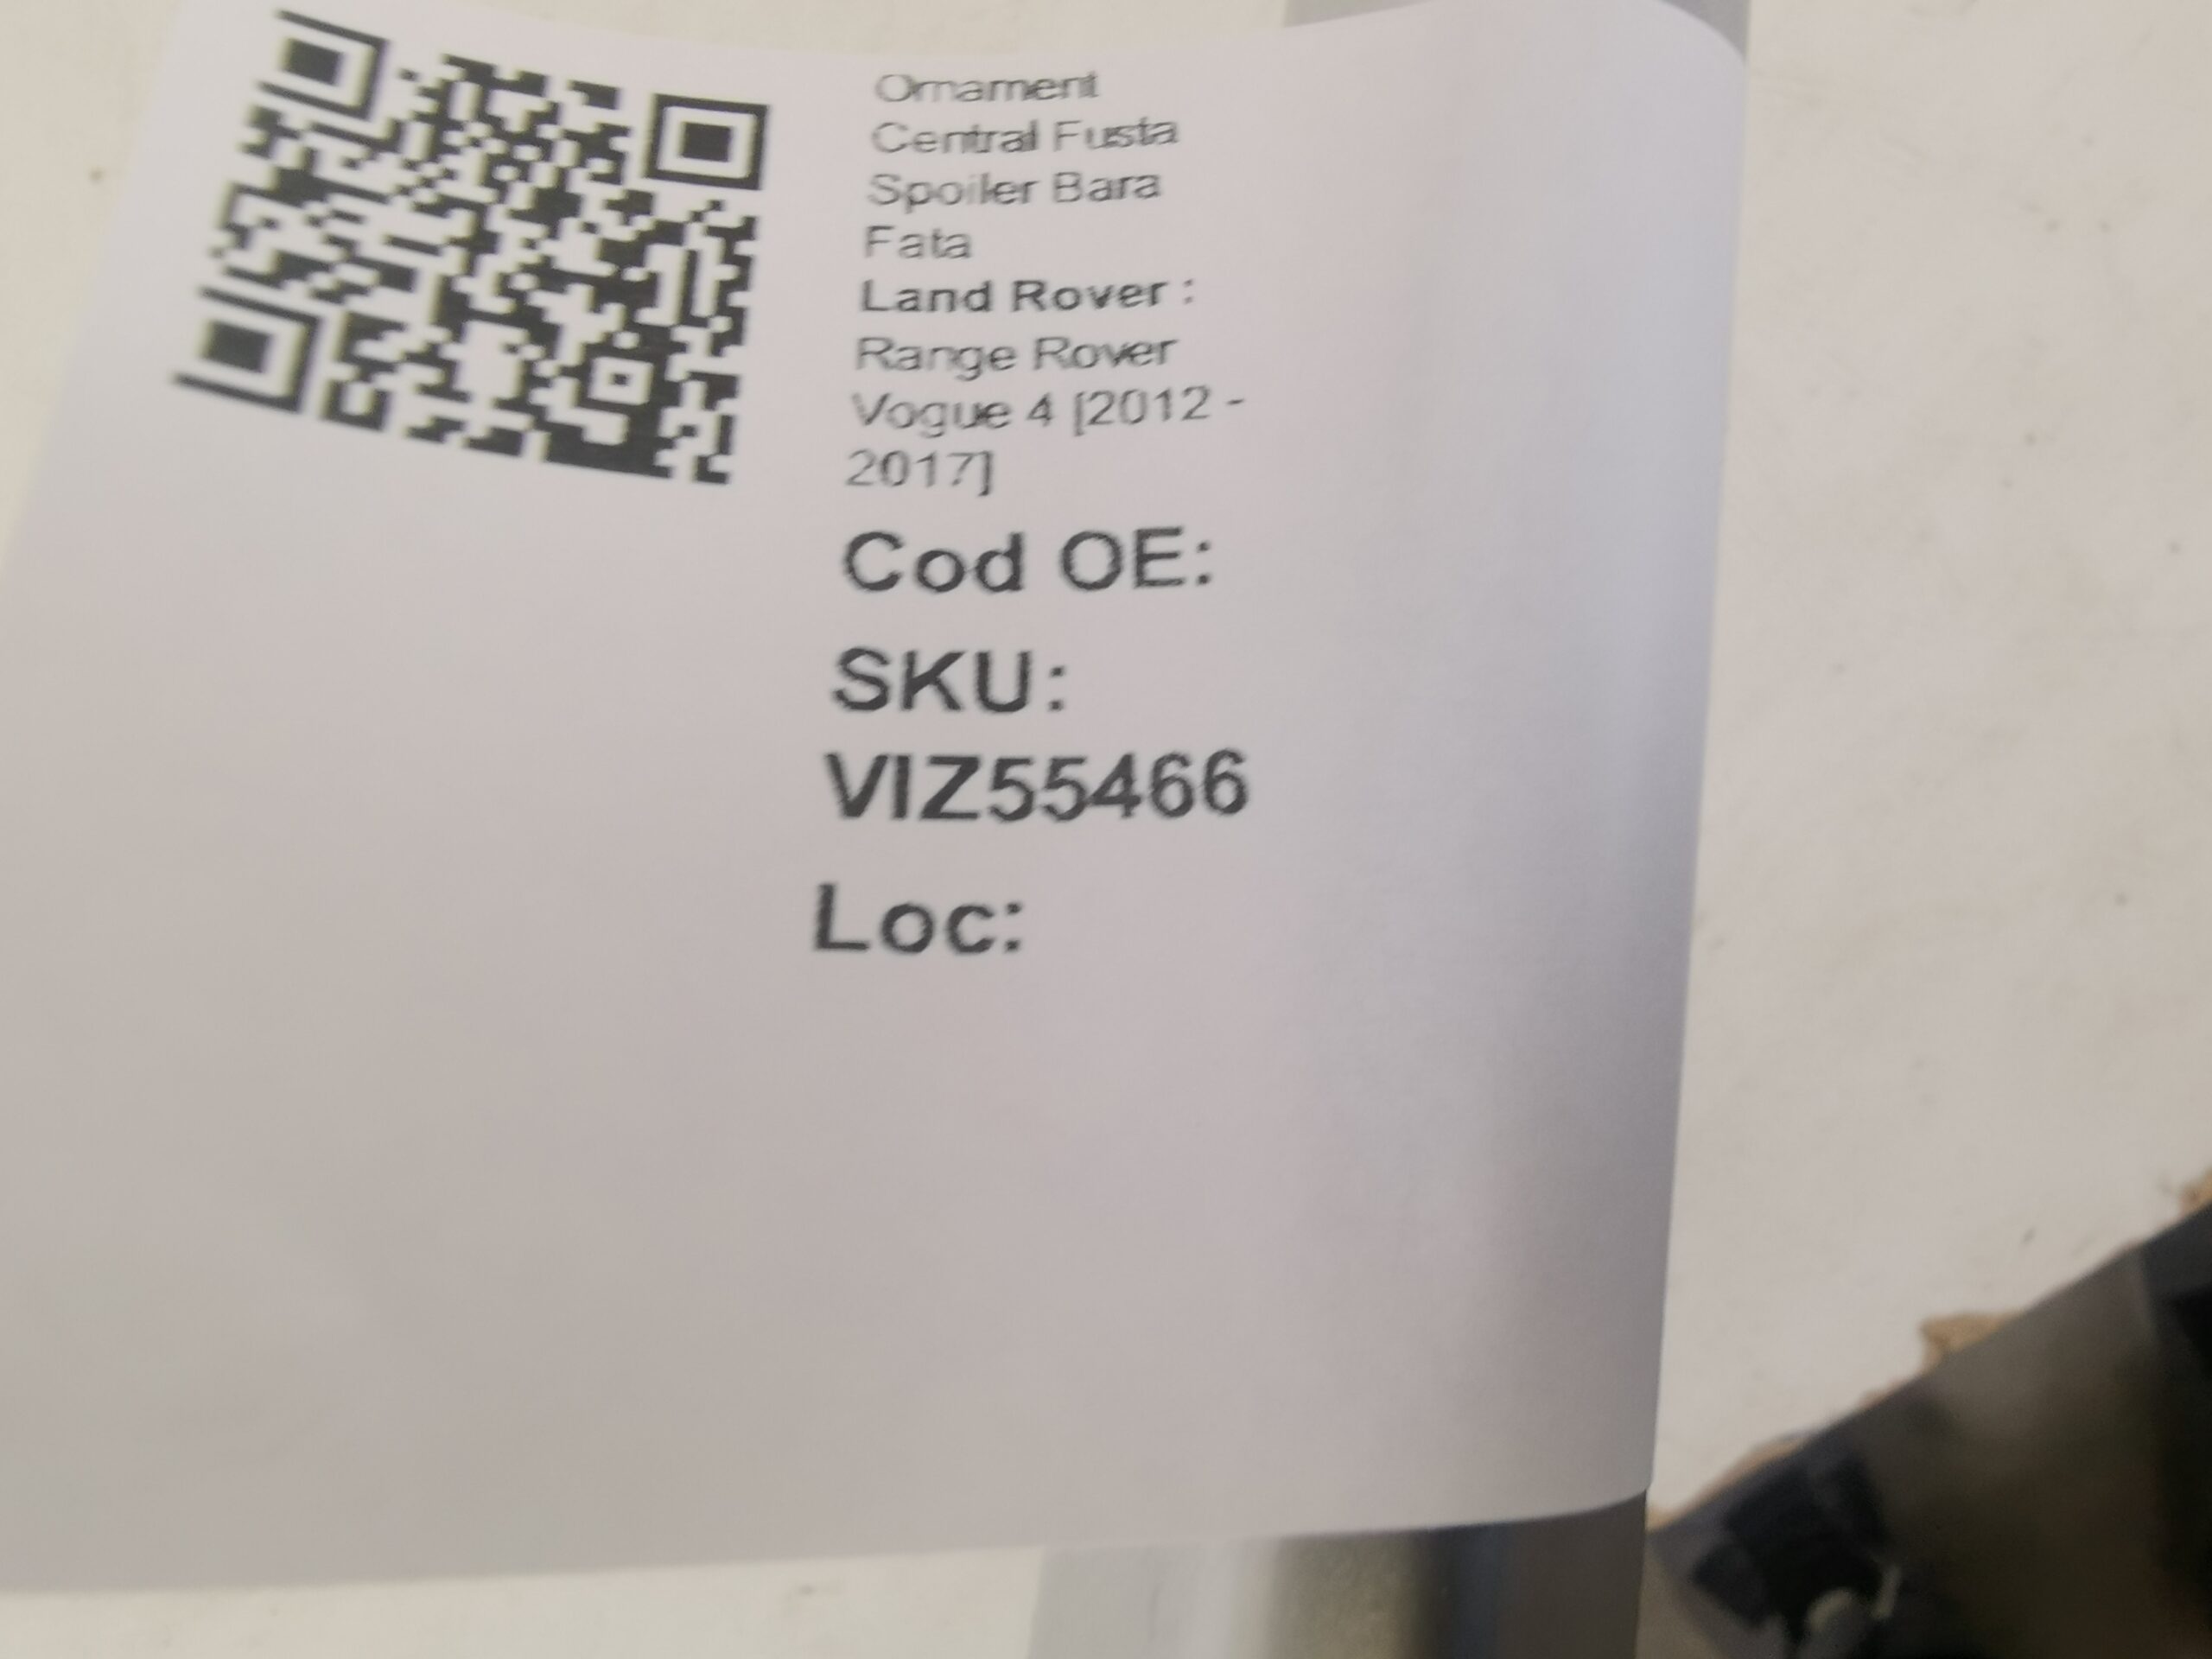 Ornament
Central Fusta
Spoiler Bara
Fata
Land Rover :
Range Rover
Vogue 4 [2012 -
2017]
Cod OE:
SKU:
VIZ55466
Loc: